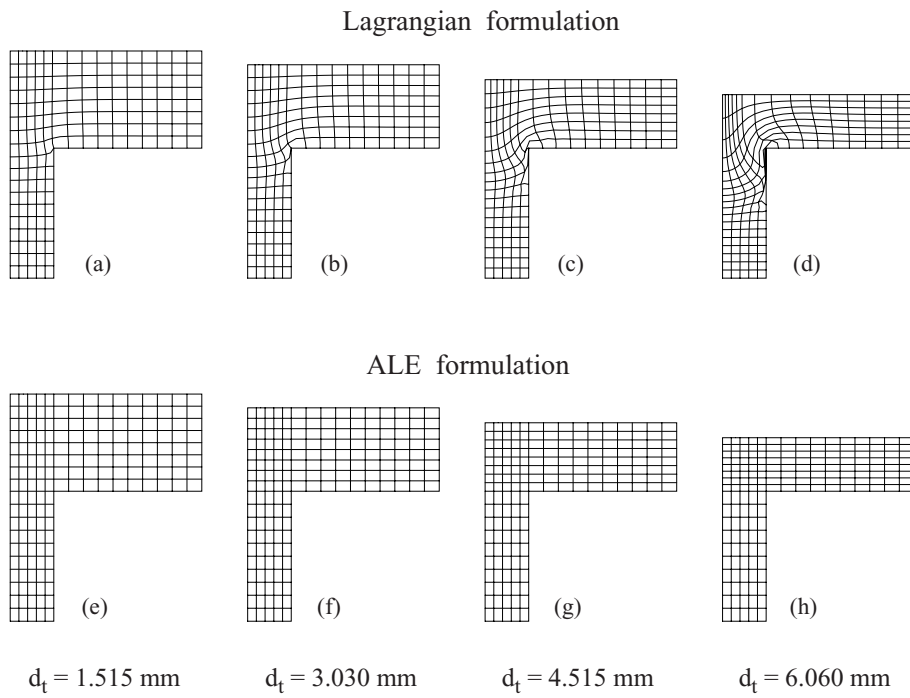 Lagrangian formulation
(a) (b) (c) (d)
ALE formulation
(e) (f) (g) (h)
d_t = 1.515 mm d_t = 3.030 mm d_t = 4.515 mm d_t = 6.060 mm